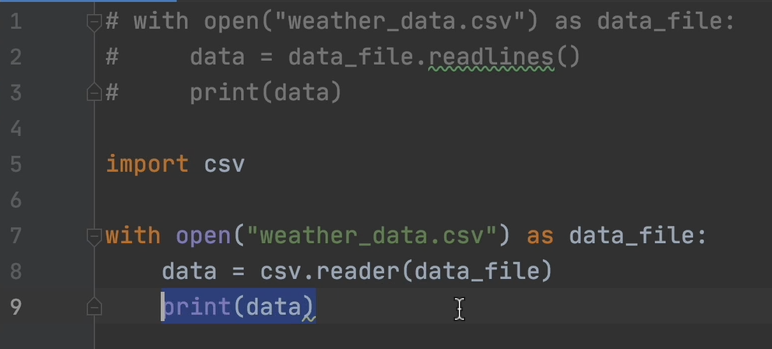 1 # with open("weather_data.csv") as data_file:
2 #     data = data_file.readlines()
3 #     print(data)
4
5 import csv
6
7 with open("weather_data.csv") as data_file:
8     data = csv.reader(data_file)
9     print(data)